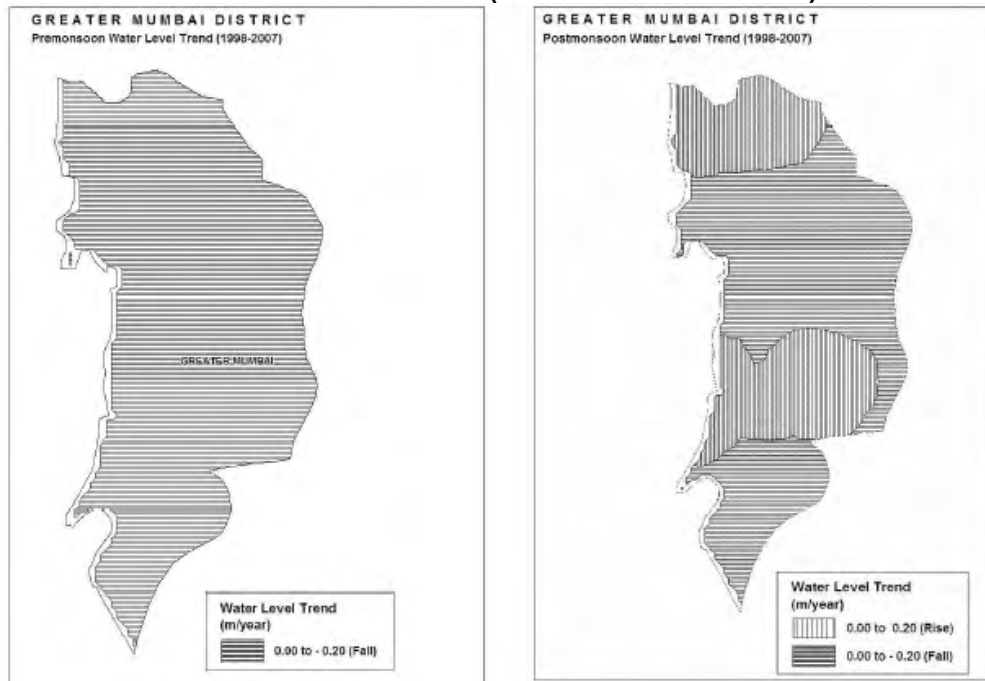 GREATER MUMBAI DISTRICT
Premonsoon Water Level Trend (1998-2007)
GREATER MUMBAI
Water Level Trend
(m/year)
0.00 to - 0.20 (Fall)
GREATER MUMBAI DISTRICT
Postmonsoon Water Level Trend (1998-2007)
Water Level Trend
(m/year)
0.00 to 0.20 (Rise)
0.00 to - 0.20 (Fall)